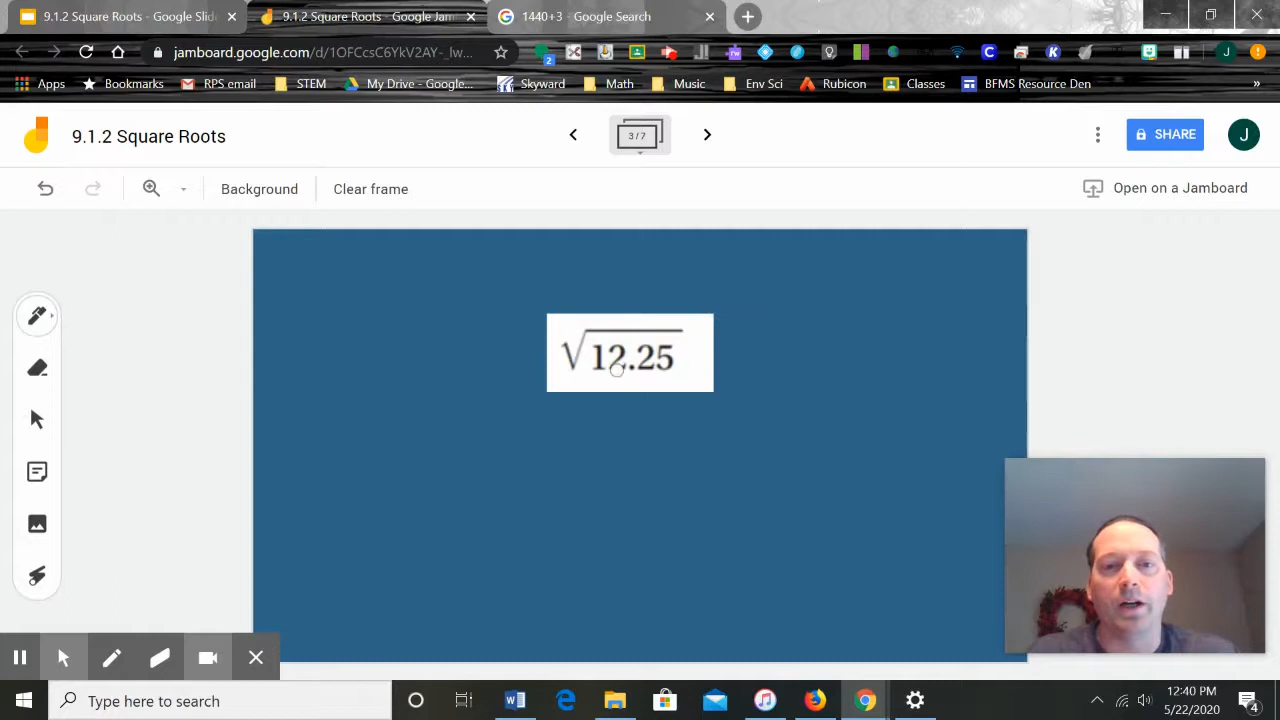 9.1.2 Square Roots - Google Slid
9.1.2 Square Roots - Google Jam
1440+3 - Google Search
jamboard.google.com/d/1OFCcsC6YkV2AY-
2
Apps
Bookmarks
RPS email
STEM
My Drive - Google...
Skyward
Math
Music
Env Sci
Rubicon
Classes
BFMS Resource Den
»
9.1.2 Square Roots
3 / 7
SHARE
J
Background
Clear frame
Open on a Jamboard
√12.25
Type here to search
12:40 PM
5/22/2020
4